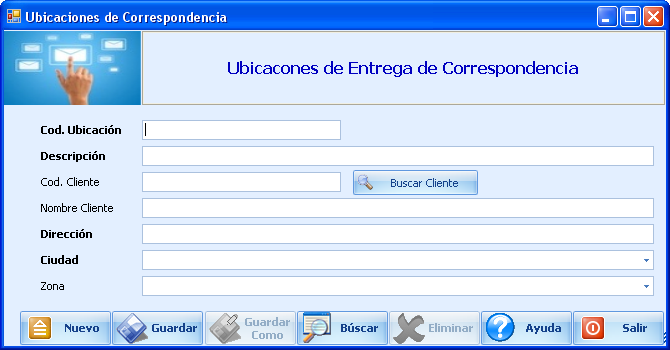 Ubicaciones de Correspondencia
Ubicacones de Entrega de Correspondencia
Cod. Ubicación
Descripción
Cod. Cliente
Buscar Cliente
Nombre Cliente
Dirección
Ciudad
Zona
Nuevo
Guardar
Guardar
Como
Búscar
Eliminar
Ayuda
Salir